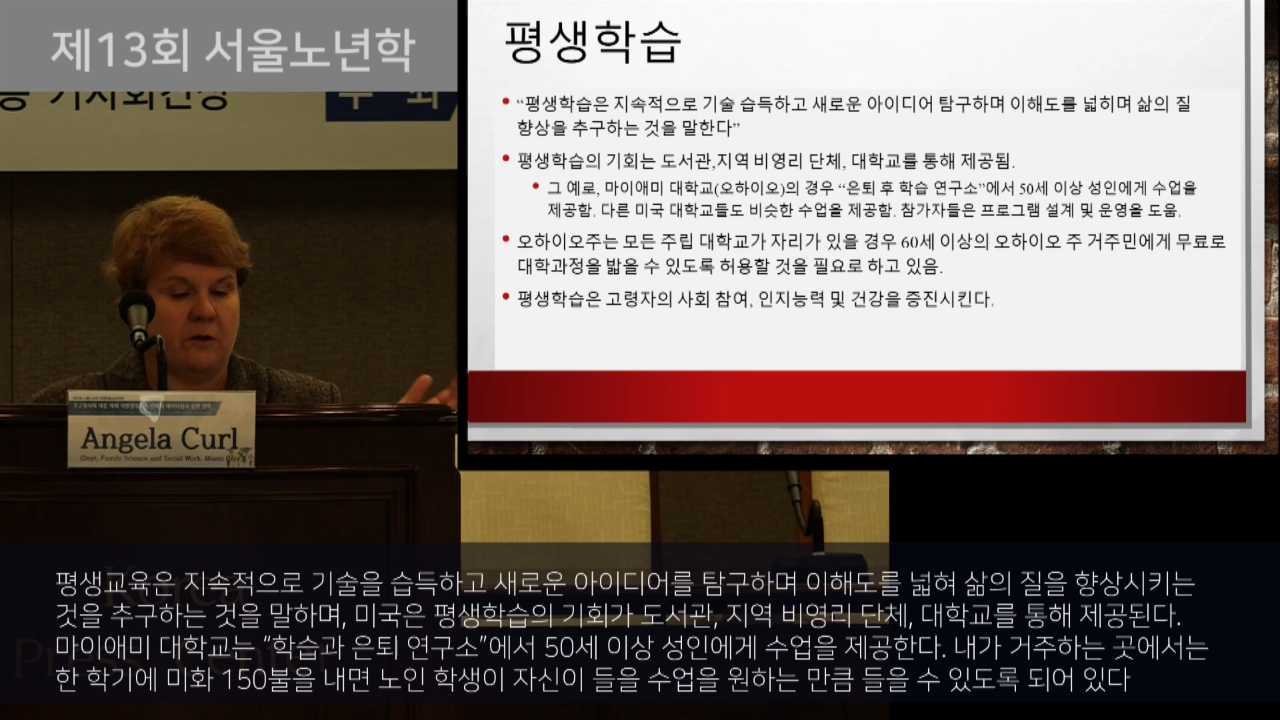 제13회 서울노년학
평생학습
• “평생학습은 지속적으로 기술 습득하고 새로운 아이디어 탐구하며 이해도를 넓히며 삶의 질
향상을 추구하는 것을 말한다”
• 평생학습의 기회는 도서관,지역 비영리 단체, 대학교를 통해 제공됨.
• 그 예로, 마이애미 대학교(오하이오)의 경우 “은퇴 후 학습 연구소”에서 50세 이상 성인에게 수업을
제공함. 다른 미국 대학교들도 비슷한 수업을 제공함. 참가자들은 프로그램 설계 및 운영을 도움.
• 오하이오주는 모든 주립 대학교가 자리가 있을 경우 60세 이상의 오하이오 주 거주민에게 무료로
대학과정을 밟을 수 있도록 허용할 것을 필요로 하고 있음.
• 평생학습은 고령자의 사회 참여, 인지능력 및 건강을 증진시킨다.
Angela Curl
(Dept. Family Science and Social Work, Miami
평생교육은 지속적으로 기술을 습득하고 새로운 아이디어를 탐구하며 이해도를 넓혀 삶의 질을 향상시키는
것을 추구하는 것을 말하며, 미국은 평생학습의 기회가 도서관, 지역 비영리 단체, 대학교를 통해 제공된다.
마이애미 대학교는 “학습과 은퇴 연구소”에서 50세 이상 성인에게 수업을 제공한다. 내가 거주하는 곳에서는
한 학기에 미화 150불을 내면 노인 학생이 자신이 들을 수업을 원하는 만큼 들을 수 있도록 되어 있다